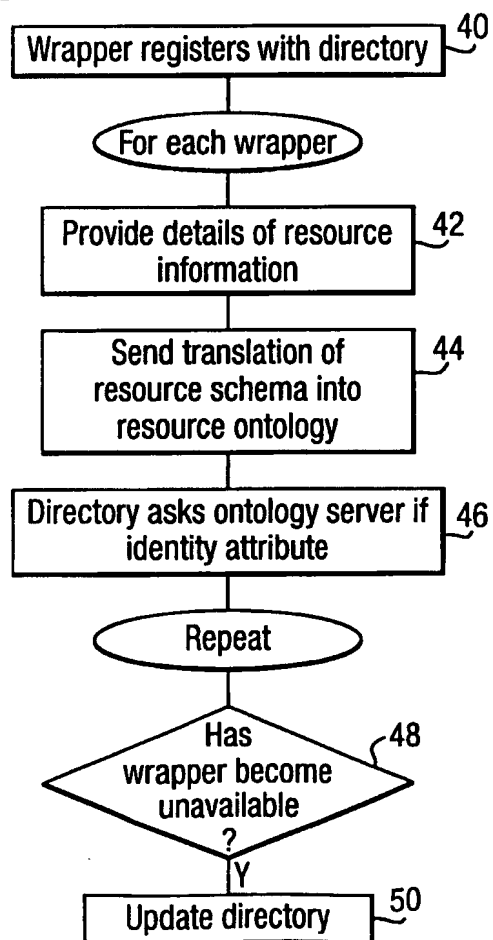 Wrapper registers with directory
40
For each wrapper
Provide details of resource
information
42
Send translation of
resource schema into
resource ontology
44
Directory asks ontology server if
identity attribute
46
Repeat
Has
wrapper become
unavailable
?
48
Y
Update directory
50